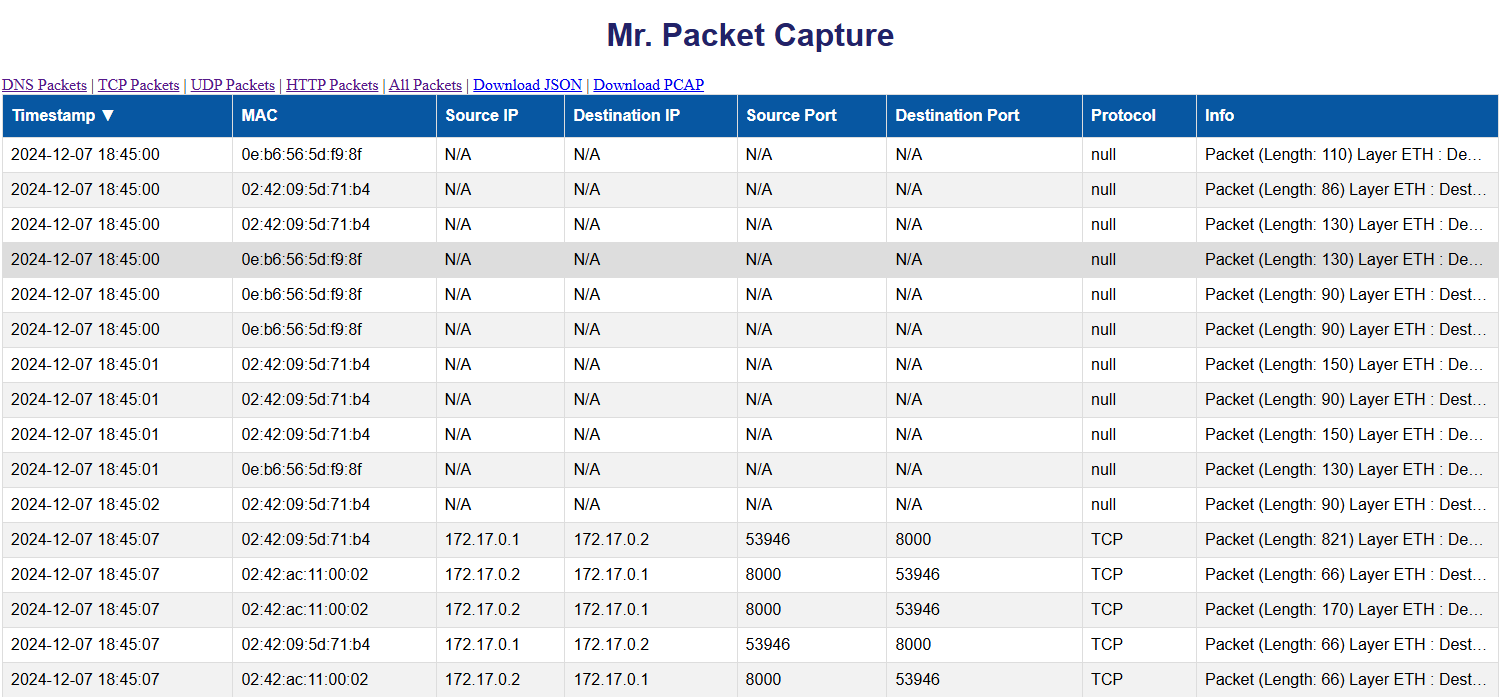 Mr. Packet Capture
DNS Packets | TCP Packets | UDP Packets | HTTP Packets | All Packets | Download JSON | Download PCAP
Timestamp ▼ MAC Source IP Destination IP Source Port Destination Port Protocol Info
2024-12-07 18:45:00 0e:b6:56:5d:f9:8f N/A N/A N/A N/A null Packet (Length: 110) Layer ETH : De...
2024-12-07 18:45:00 02:42:09:5d:71:b4 N/A N/A N/A N/A null Packet (Length: 86) Layer ETH : Dest...
2024-12-07 18:45:00 02:42:09:5d:71:b4 N/A N/A N/A N/A null Packet (Length: 130) Layer ETH : De...
2024-12-07 18:45:00 0e:b6:56:5d:f9:8f N/A N/A N/A N/A null Packet (Length: 130) Layer ETH : De...
2024-12-07 18:45:00 0e:b6:56:5d:f9:8f N/A N/A N/A N/A null Packet (Length: 90) Layer ETH : Dest...
2024-12-07 18:45:00 0e:b6:56:5d:f9:8f N/A N/A N/A N/A null Packet (Length: 90) Layer ETH : Dest...
2024-12-07 18:45:01 02:42:09:5d:71:b4 N/A N/A N/A N/A null Packet (Length: 150) Layer ETH : De...
2024-12-07 18:45:01 02:42:09:5d:71:b4 N/A N/A N/A N/A null Packet (Length: 90) Layer ETH : Dest...
2024-12-07 18:45:01 02:42:09:5d:71:b4 N/A N/A N/A N/A null Packet (Length: 150) Layer ETH : De...
2024-12-07 18:45:01 0e:b6:56:5d:f9:8f N/A N/A N/A N/A null Packet (Length: 130) Layer ETH : De...
2024-12-07 18:45:02 02:42:09:5d:71:b4 N/A N/A N/A N/A null Packet (Length: 90) Layer ETH : Dest...
2024-12-07 18:45:07 02:42:09:5d:71:b4 172.17.0.1 172.17.0.2 53946 8000 TCP Packet (Length: 821) Layer ETH : De...
2024-12-07 18:45:07 02:42:ac:11:00:02 172.17.0.2 172.17.0.1 8000 53946 TCP Packet (Length: 66) Layer ETH : Dest...
2024-12-07 18:45:07 02:42:ac:11:00:02 172.17.0.2 172.17.0.1 8000 53946 TCP Packet (Length: 170) Layer ETH : De...
2024-12-07 18:45:07 02:42:09:5d:71:b4 172.17.0.1 172.17.0.2 53946 8000 TCP Packet (Length: 66) Layer ETH : Dest...
2024-12-07 18:45:07 02:42:ac:11:00:02 172.17.0.2 172.17.0.1 8000 53946 TCP Packet (Length: 66) Layer ETH : Dest...